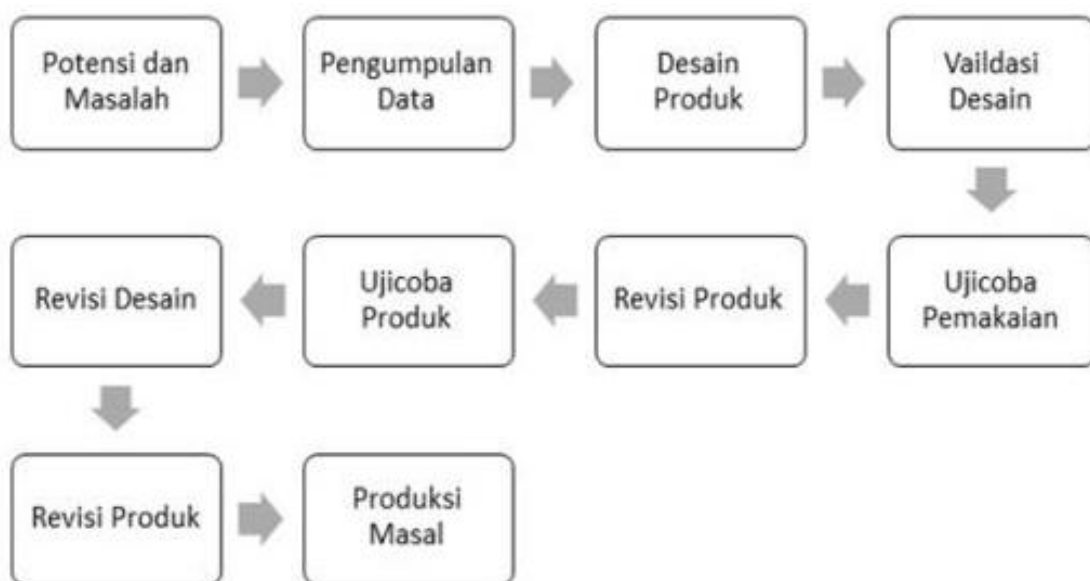 Potensi dan
Masalah
Pengumpulan
Data
Desain
Produk
Vaildasi
Desain
Ujicoba
Pemakaian
Revisi Produk
Ujicoba
Produk
Revisi Desain
Revisi Produk
Produksi
Masal